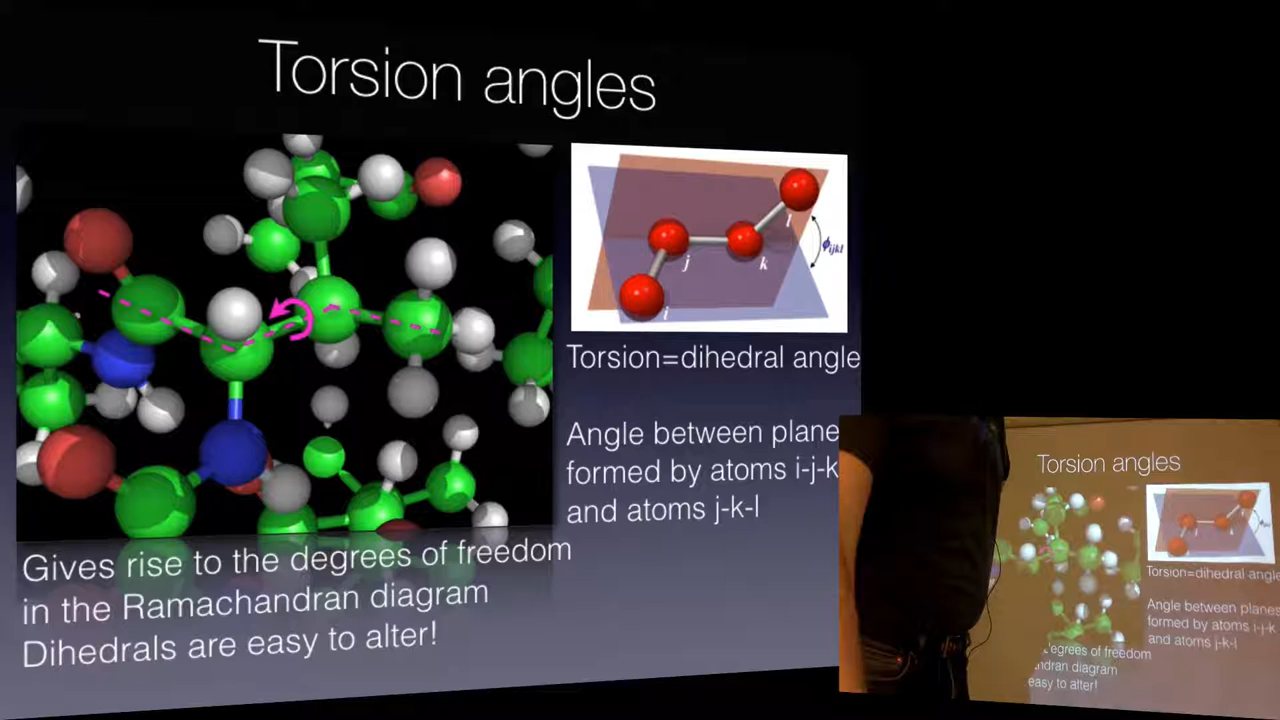 Torsion angles
i
j
k
l
ϕijkl
Torsion=dihedral angle
Angle between plane
formed by atoms i-j-k
and atoms j-k-l
Gives rise to the degrees of freedom
in the Ramachandran diagram
Dihedrals are easy to alter!
Torsion angles
Torsion=dihedral angle
Angle between planes
formed by atoms i-j-k
and atoms j-k-l
egrees of freedom
ndran diagram
easy to alter!